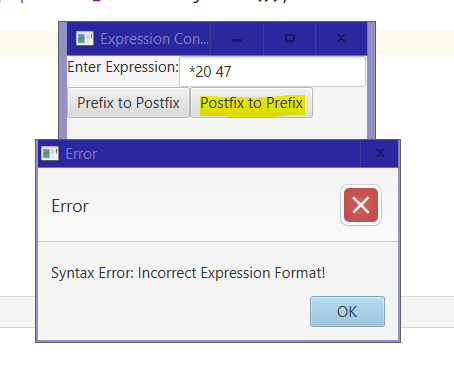 Expression Con...
Enter Expression: *20 47
Prefix to Postfix Postfix to Prefix
Error
Error
Syntax Error: Incorrect Expression Format!
OK